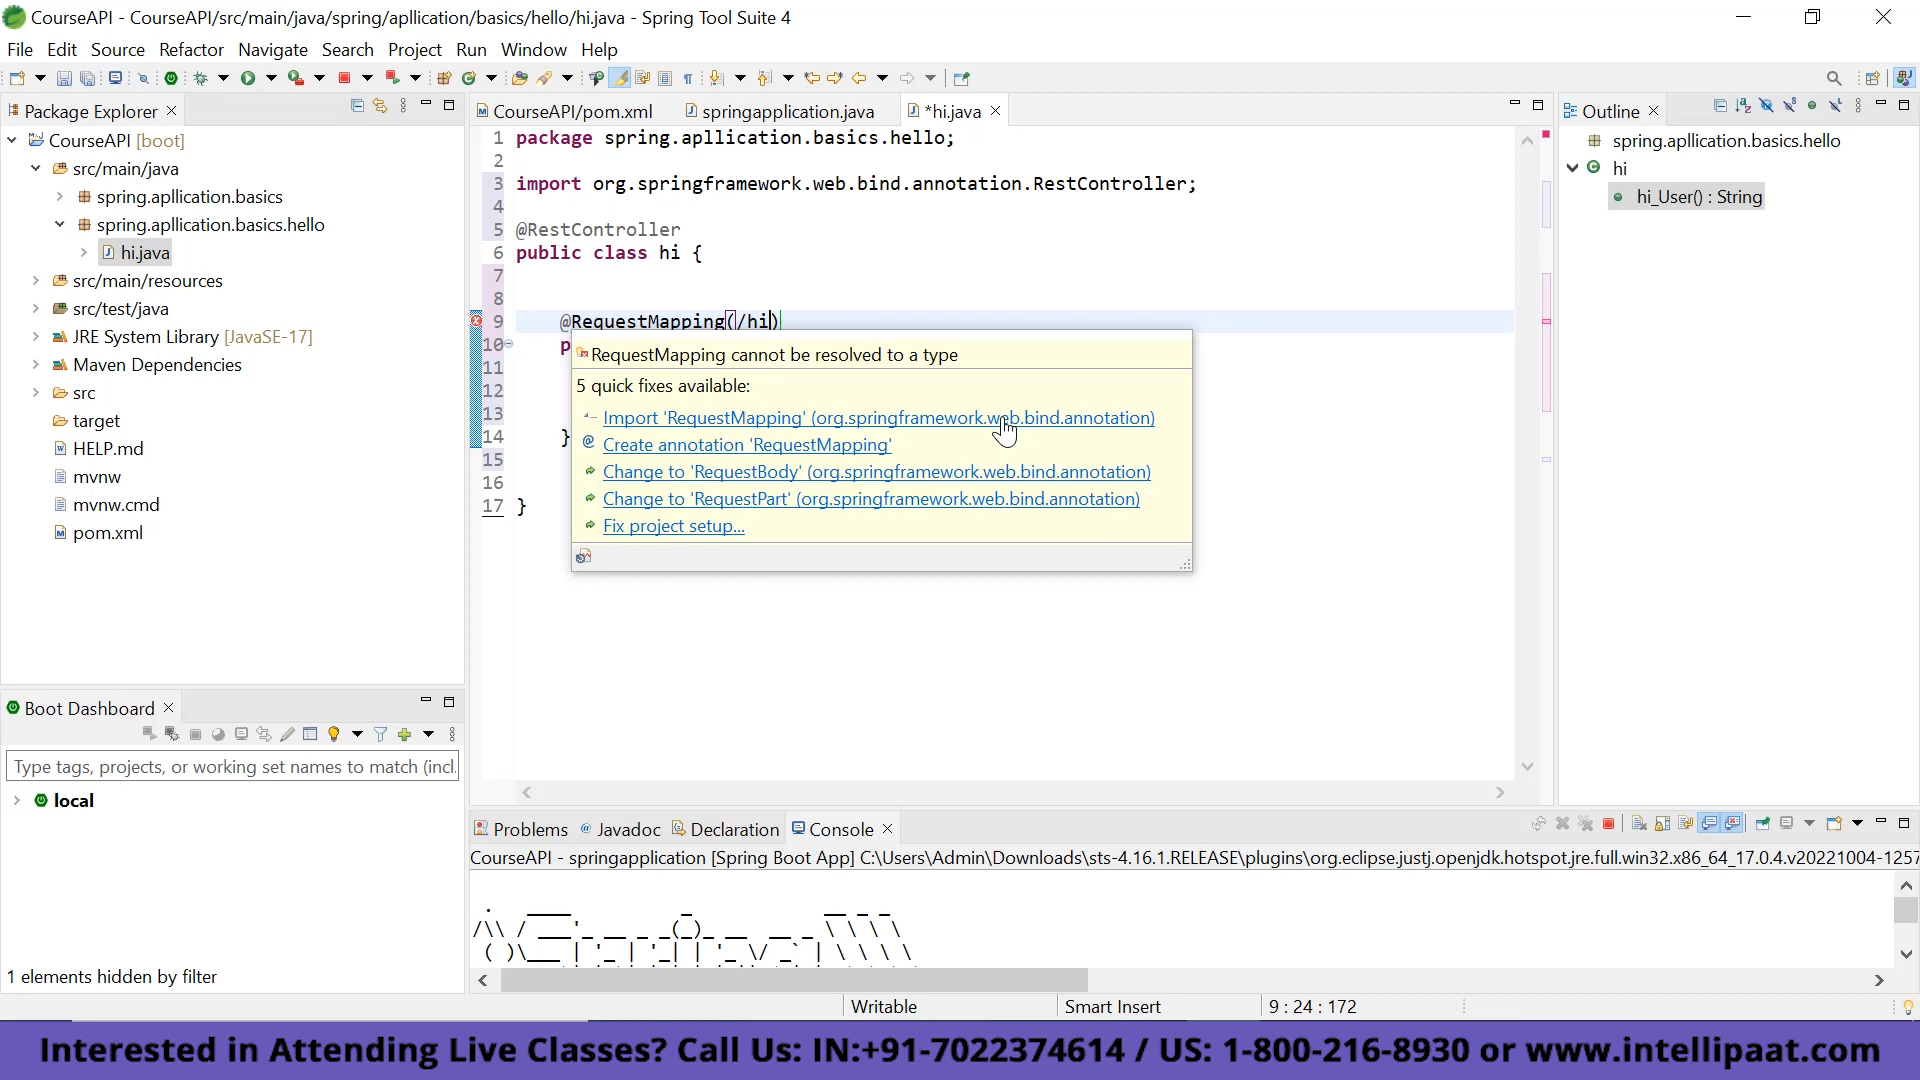 CourseAPI - CourseAPI/src/main/java/spring/apllication/basics/hello/hi.java - Spring Tool Suite 4
File Edit Source Refactor Navigate Search Project Run Window Help
Package Explorer
CourseAPI [boot]
src/main/java
spring.apllication.basics
spring.apllication.basics.hello
hi.java
src/main/resources
src/test/java
JRE System Library [JavaSE-17]
Maven Dependencies
src
target
HELP.md
mvnw
mvnw.cmd
pom.xml
Boot Dashboard
Type tags, projects, or working set names to match (incl.
local
1 elements hidden by filter
CourseAPI/pom.xml springapplication.java *hi.java
1 package spring.apllication.basics.hello;
2
3 import org.springframework.web.bind.annotation.RestController;
4
5 @RestController
6 public class hi {
7
8
9 @RequestMapping(/hi)
10 p
11
12
13
14 }
15
16
17 }
RequestMapping cannot be resolved to a type
5 quick fixes available:
Import 'RequestMapping' (org.springframework.web.bind.annotation)
Create annotation 'RequestMapping'
Change to 'RequestBody' (org.springframework.web.bind.annotation)
Change to 'RequestPart' (org.springframework.web.bind.annotation)
Fix project setup...
Outline
spring.apllication.basics.hello
hi
hi_User() : String
Problems Javadoc Declaration Console
CourseAPI - springapplication [Spring Boot App] C:\Users\Admin\Downloads\sts-4.16.1.RELEASE\plugins\org.eclipse.justj.openjdk.hotspot.jre.full.win32.x86_64_17.0.4.v20221004-1257
Writable Smart Insert 9 : 24 : 172
Interested in Attending Live Classes? Call Us: IN:+91-7022374614 / US: 1-800-216-8930 or www.intellipaat.com